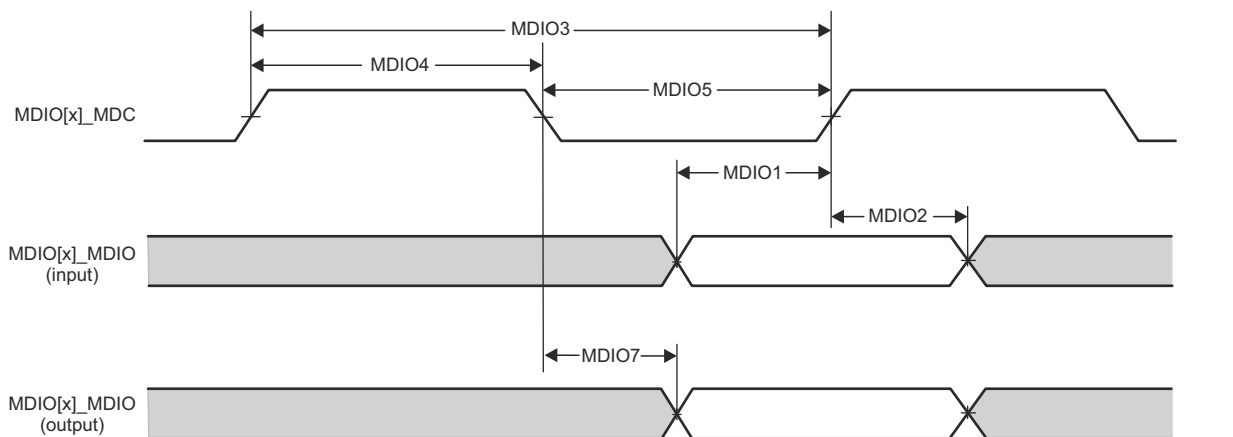 MDIO3
MDIO4
MDIO5
MDIO[x]_MDC
MDIO1
MDIO2
MDIO[x]_MDIO
(input)
MDIO7
MDIO[x]_MDIO
(output)